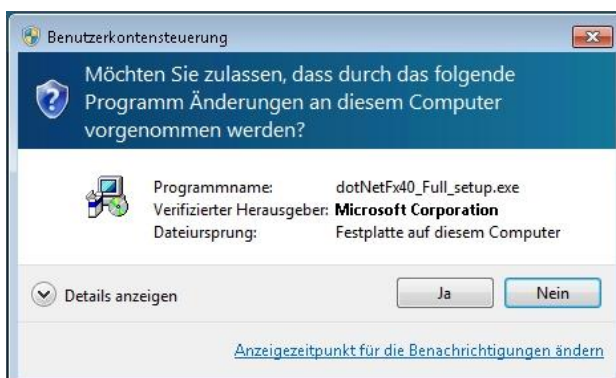 Benutzerkontensteuerung
Möchten Sie zulassen, dass durch das folgende
Programm Änderungen an diesem Computer
vorgenommen werden?
Programmname: dotNetFx40_Full_setup.exe
Verifizierter Herausgeber: Microsoft Corporation
Dateiursprung: Festplatte auf diesem Computer
Details anzeigen Ja Nein
Anzeigezeitpunkt für die Benachrichtigungen ändern